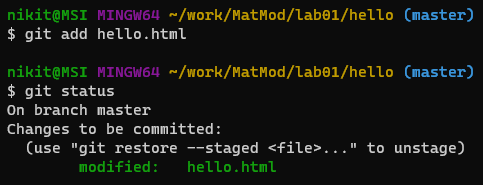 nikit@MSI MINGW64 ~/work/MatMod/lab01/hello (master)
$ git add hello.html
nikit@MSI MINGW64 ~/work/MatMod/lab01/hello (master)
$ git status
On branch master
Changes to be committed:
  (use "git restore --staged <file>..." to unstage)
        modified:   hello.html